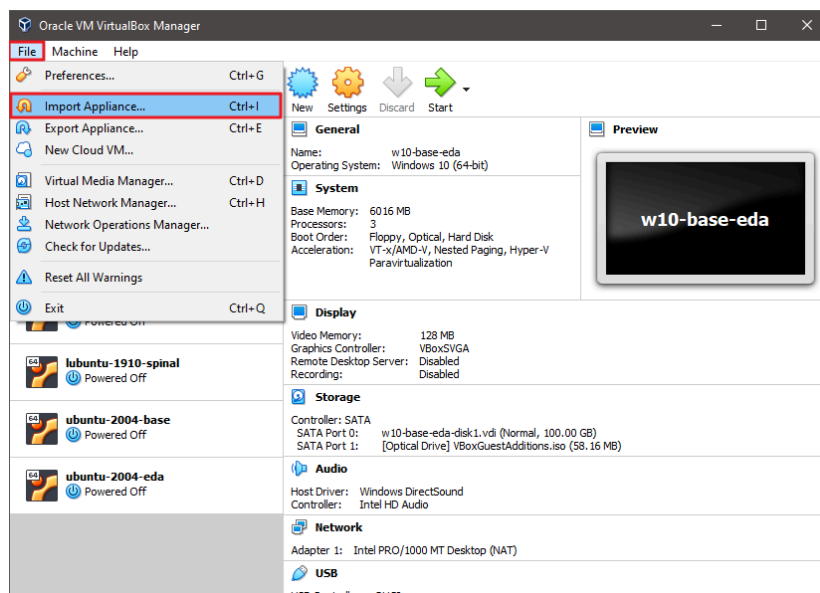 Oracle VM VirtualBox Manager
File Machine Help
Preferences... Ctrl+G
Import Appliance... Ctrl+I
Export Appliance... Ctrl+E
New Cloud VM...
Virtual Media Manager... Ctrl+D
Host Network Manager... Ctrl+H
Network Operations Manager...
Check for Updates...
Reset All Warnings
Exit Ctrl+Q
Powered Off
64 lubuntu-1910-spinal
Powered Off
64 ubuntu-2004-base
Powered Off
64 ubuntu-2004-eda
Powered Off
New Settings Discard Start
General
Name: w10-base-eda
Operating System: Windows 10 (64-bit)
System
Base Memory: 6016 MB
Processors: 3
Boot Order: Floppy, Optical, Hard Disk
Acceleration: VT-x/AMD-V, Nested Paging, Hyper-V
Paravirtualization
Preview
w10-base-eda
Display
Video Memory: 128 MB
Graphics Controller: VBoxSVGA
Remote Desktop Server: Disabled
Recording: Disabled
Storage
Controller: SATA
SATA Port 0: w10-base-eda-disk1.vdi (Normal, 100.00 GB)
SATA Port 1: [Optical Drive] VBoxGuestAdditions.iso (58.16 MB)
Audio
Host Driver: Windows DirectSound
Controller: Intel HD Audio
Network
Adapter 1: Intel PRO/1000 MT Desktop (NAT)
USB